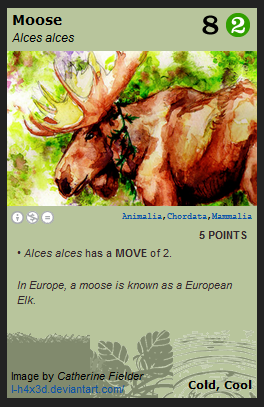 Moose
8 2
Alces alces
Animalia,Chordata,Mammalia
5 POINTS
• Alces alces has a MOVE of 2.
In Europe, a moose is known as a European
Elk.
Image by Catherine Fielder
l-h4x3d.deviantart.com/
Cold, Cool